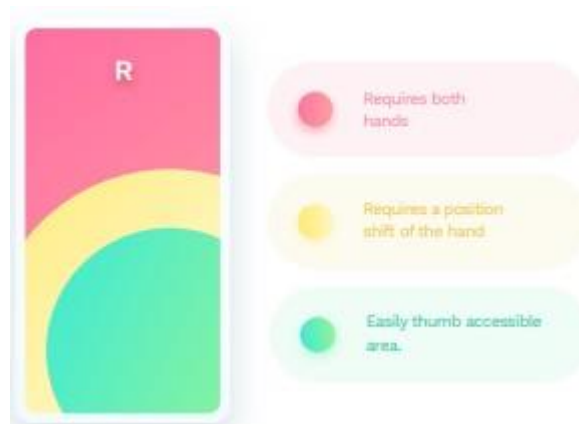 R
Requires both
hands
Requires a position
shift of the hand
Easily thumb accessible
area.